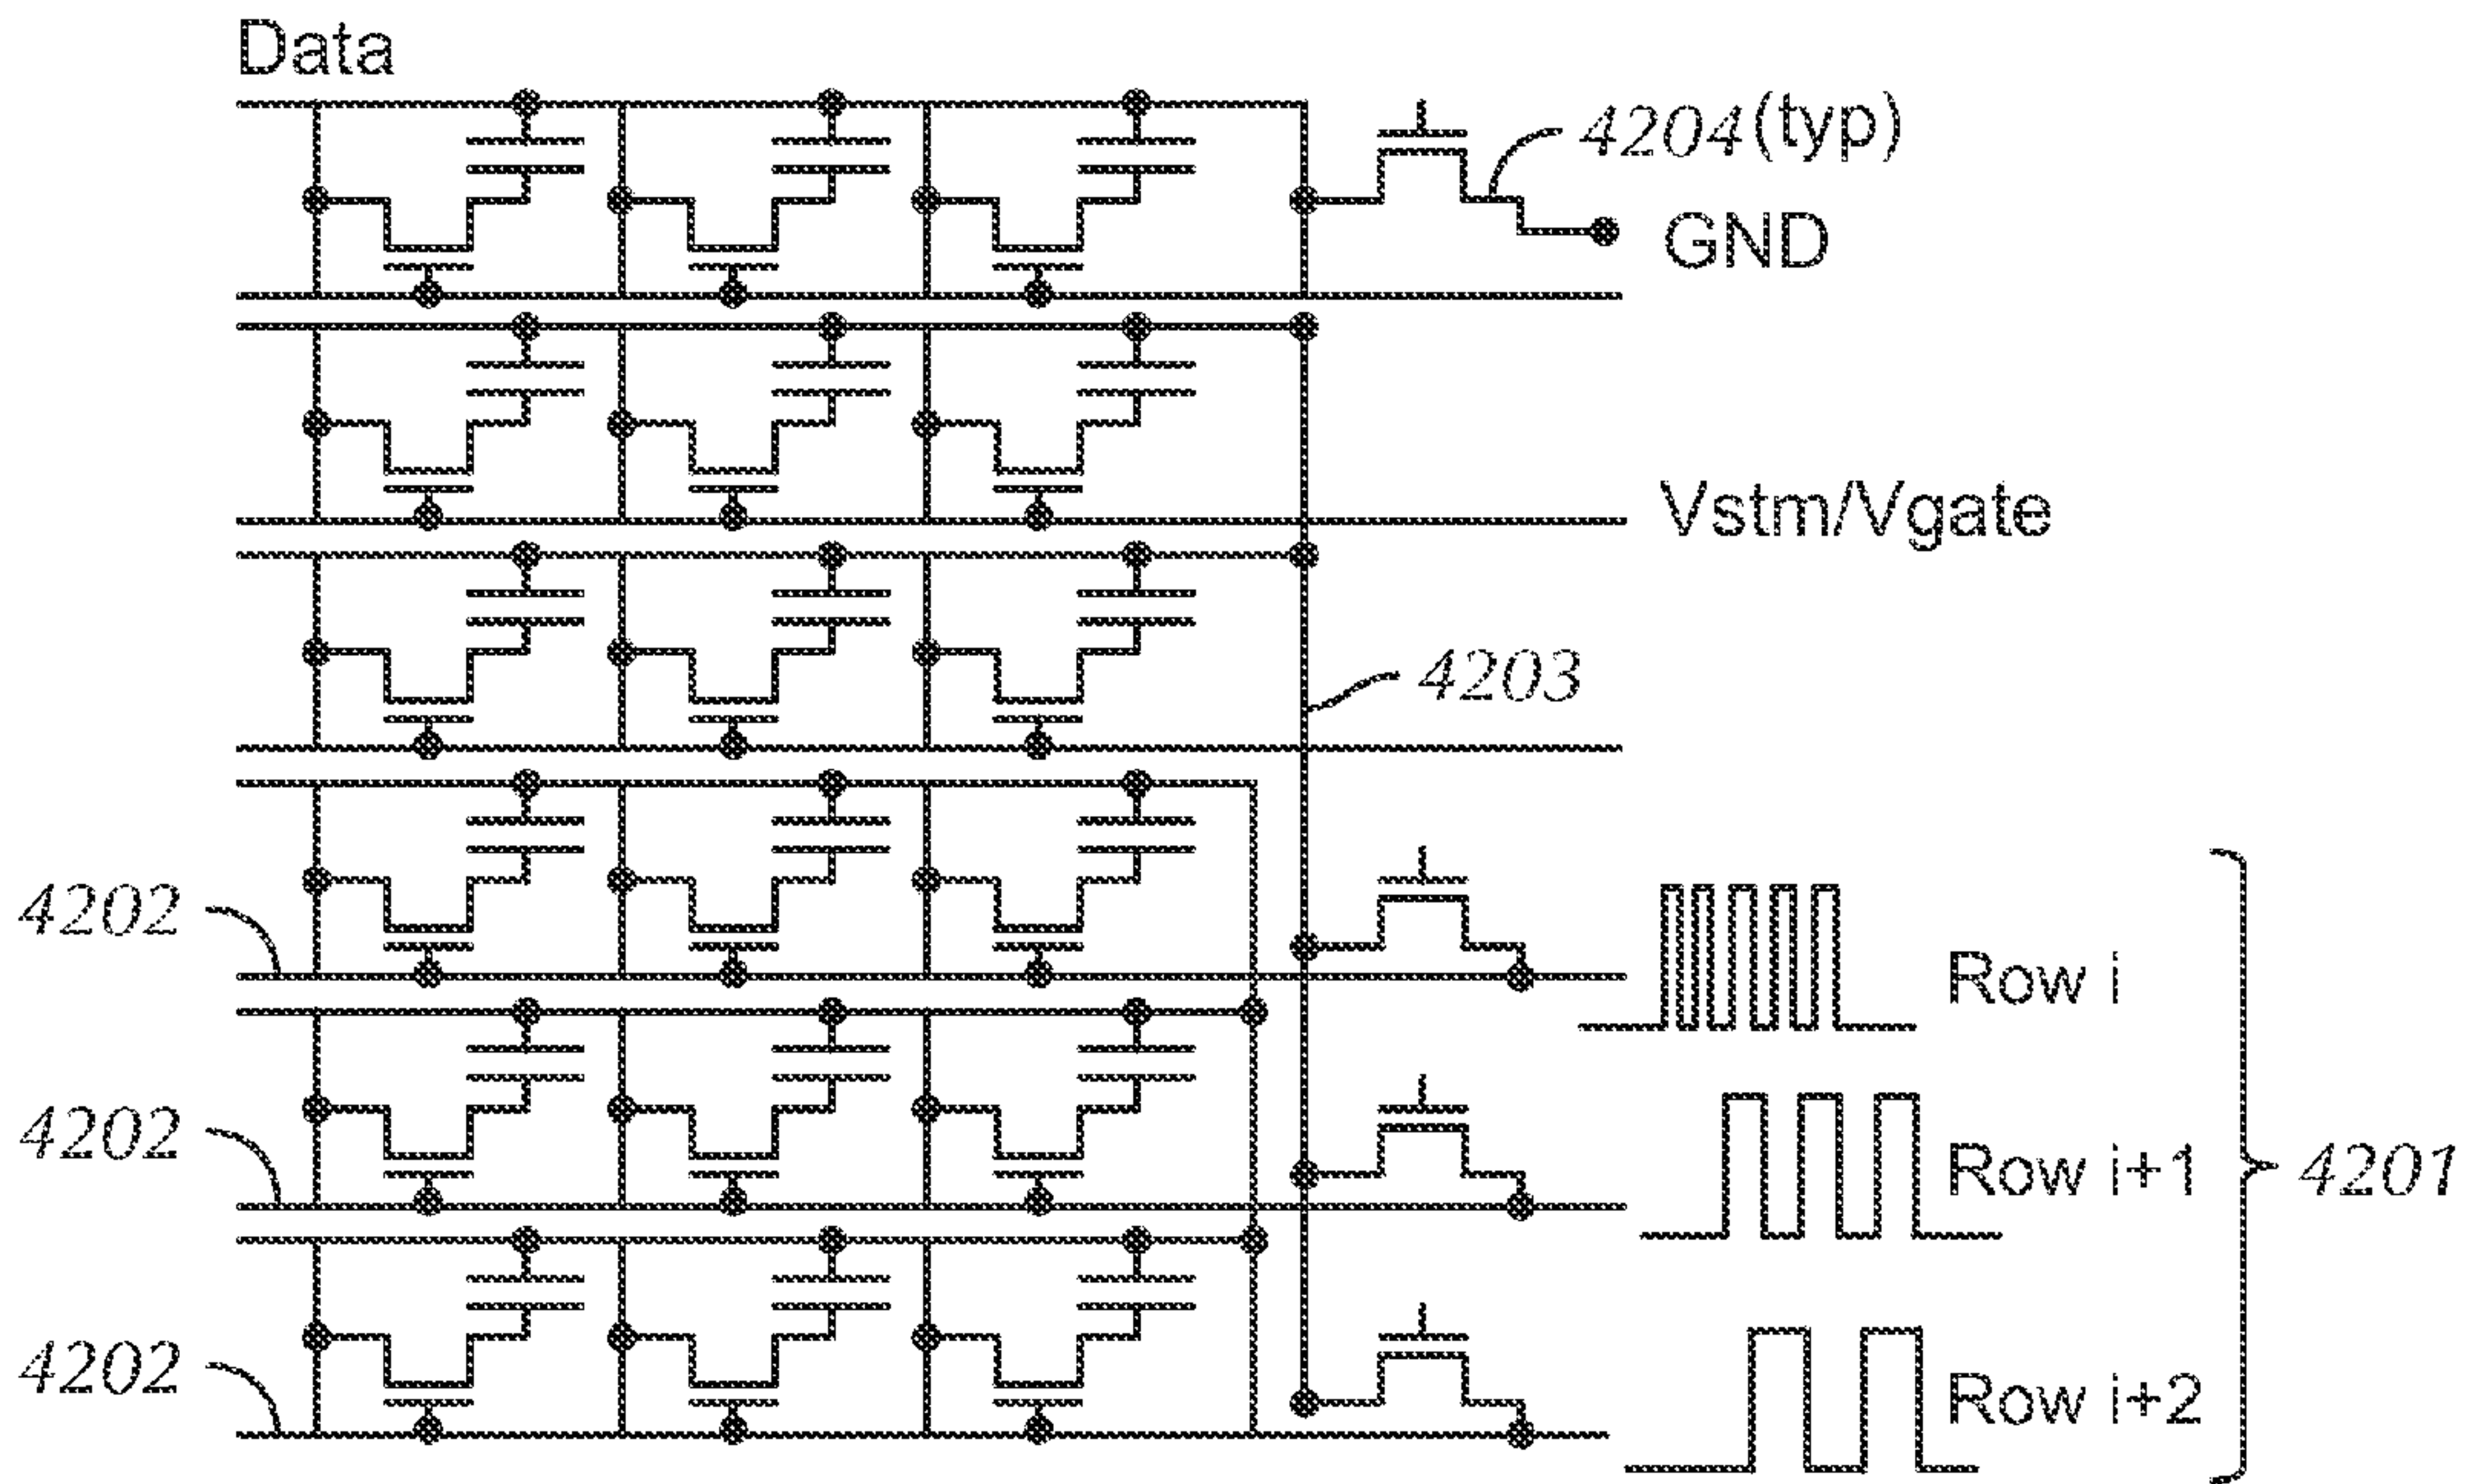 Data
4204 (typ)
GND
Vstm/Vgate
4203
4202
Row i
4202
Row i+1
4201
4202
Row i+2